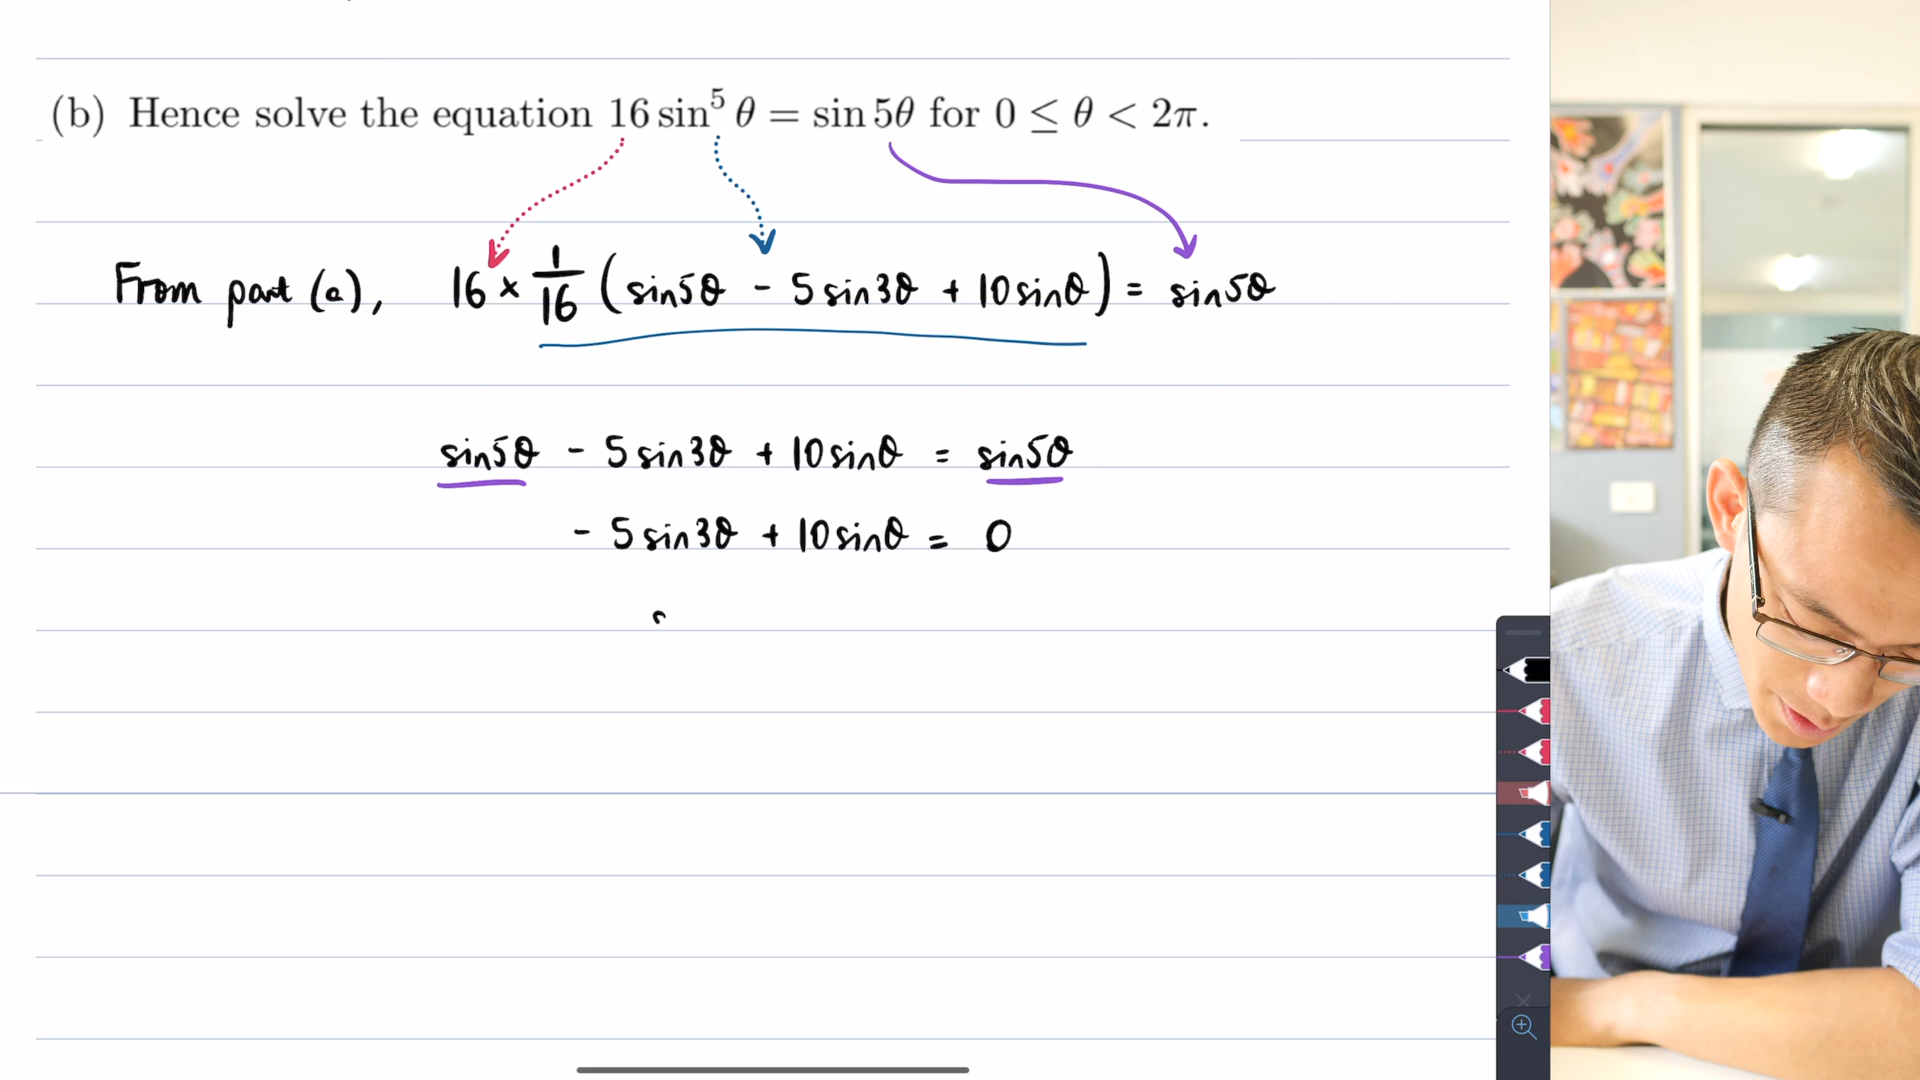 (b) Hence solve the equation 16 sin⁵ θ = sin 5θ for 0 ≤ θ < 2π.
From part (a), 16 × 1/16 (sin5θ - 5 sin3θ + 10 sinθ) = sin5θ
sin5θ - 5 sin3θ + 10 sinθ = sin5θ
- 5 sin3θ + 10 sinθ = 0